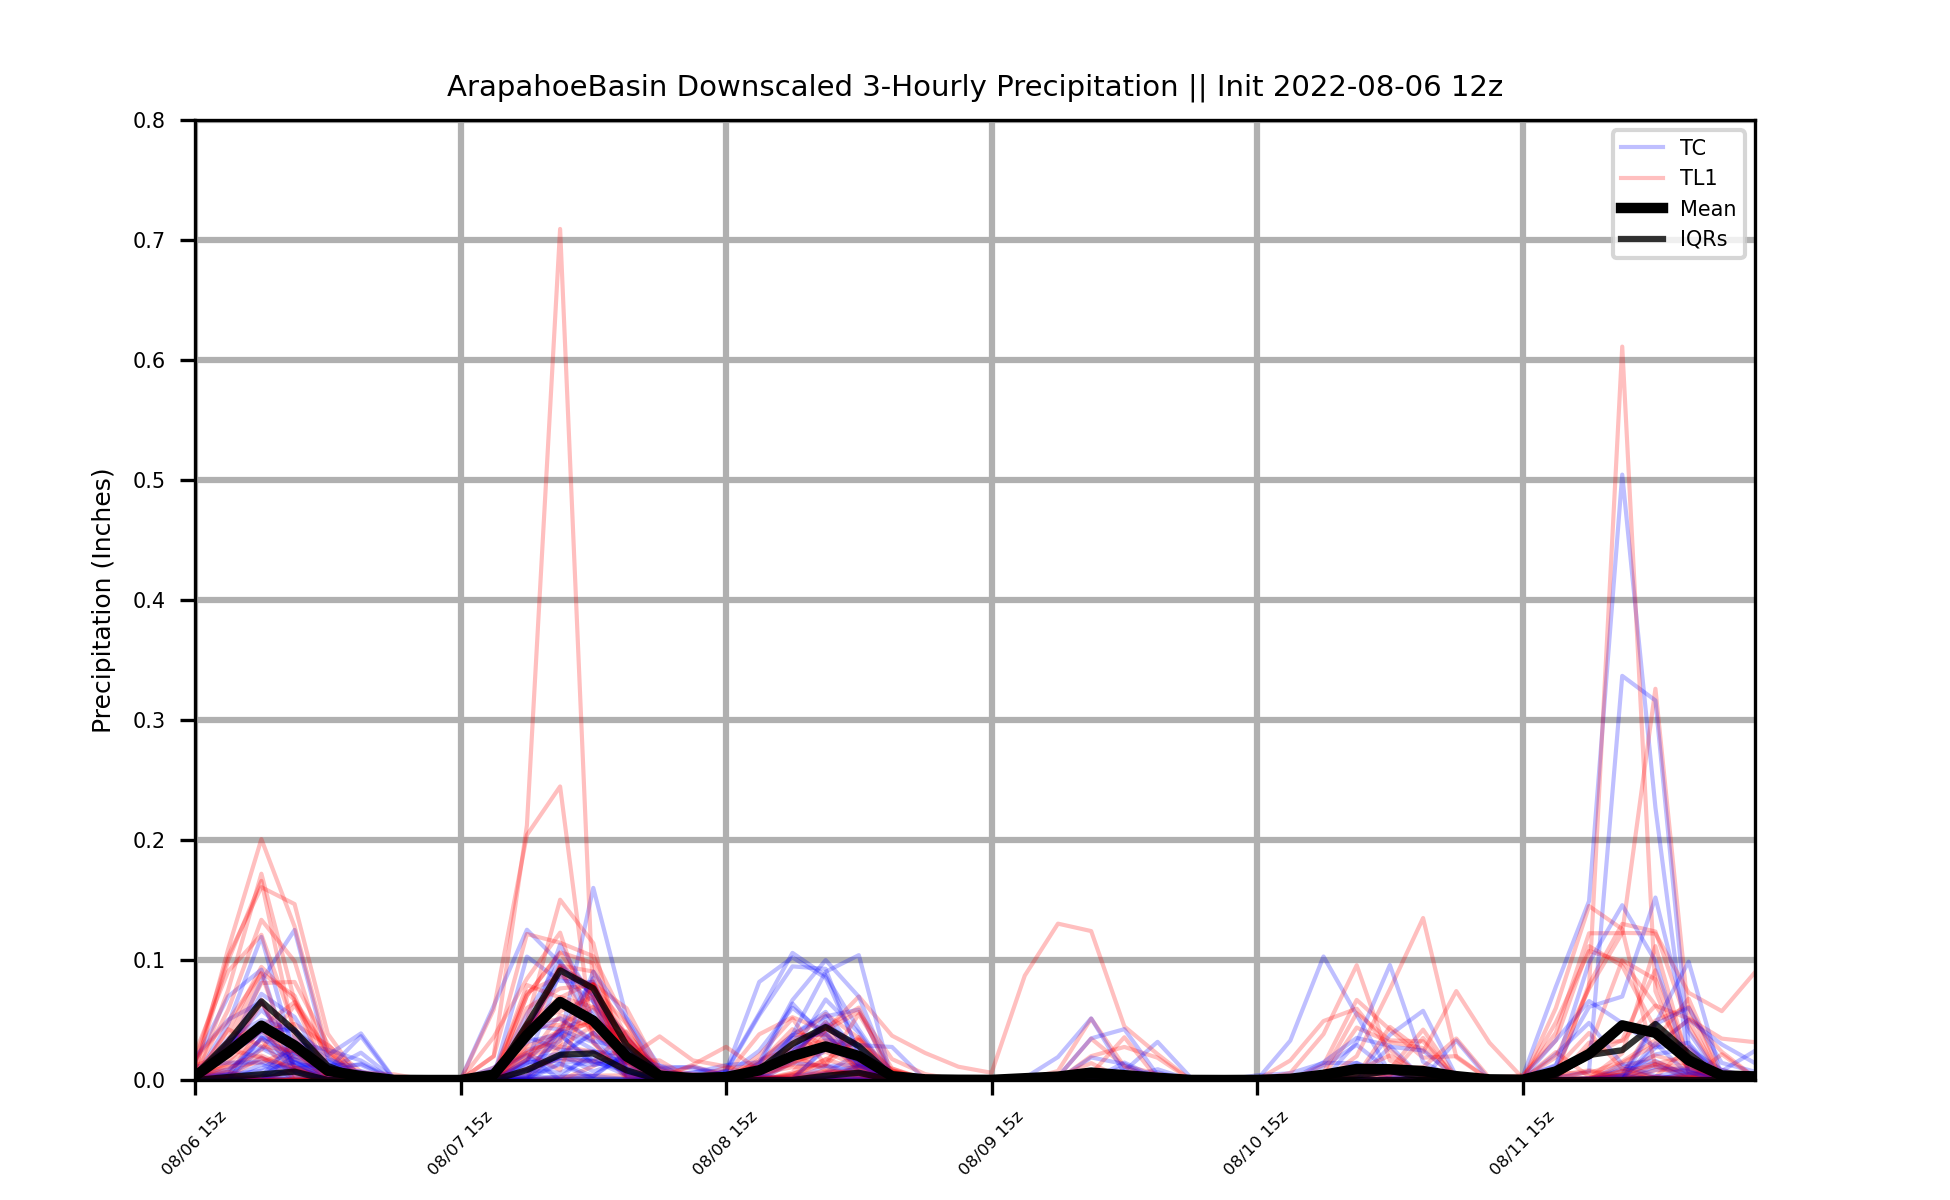 ArapahoeBasin Downscaled 3-Hourly Precipitation || Init 2022-08-06 12z
Precipitation (Inches)
0.8
0.7
0.6
0.5
0.4
0.3
0.2
0.1
0.0
TC
TL1
Mean
IQRs
08/06 15z
08/07 15z
08/08 15z
08/09 15z
08/10 15z
08/11 15z